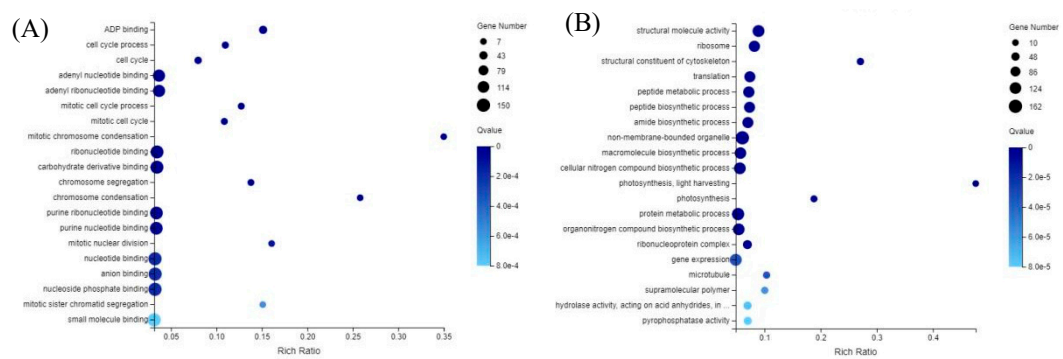 (A)
ADP binding
cell cycle process
cell cycle
adenyl nucleotide binding
adenyl ribonucleotide binding
mitotic cell cycle process
mitotic cell cycle
mitotic chromosome condensation
ribonucleotide binding
carbohydrate derivative binding
chromosome segregation
chromosome condensation
purine ribonucleotide binding
purine nucleotide binding
mitotic nuclear division
nucleotide binding
anion binding
nucleoside phosphate binding
mitotic sister chromatid segregation
small molecule binding
0.05 0.10 0.15 0.20 0.25 0.30 0.35
Rich Ratio
Gene Number
7
43
79
114
150
Qvalue
0
2.0e-4
4.0e-4
6.0e-4
8.0e-4
(B)
structural molecule activity
ribosome
structural constituent of cytoskeleton
translation
peptide metabolic process
peptide biosynthetic process
amide biosynthetic process
non-membrane-bounded organelle
macromolecule biosynthetic process
cellular nitrogen compound biosynthetic process
photosynthesis, light harvesting
photosynthesis
protein metabolic process
organonitrogen compound biosynthetic process
ribonucleoprotein complex
gene expression
microtubule
supramolecular polymer
hydrolase activity, acting on acid anhydrides, in ...
pyrophosphatase activity
0.1 0.2 0.3 0.4
Rich Ratio
Gene Number
10
48
86
124
162
Qvalue
0
2.0e-5
4.0e-5
6.0e-5
8.0e-5